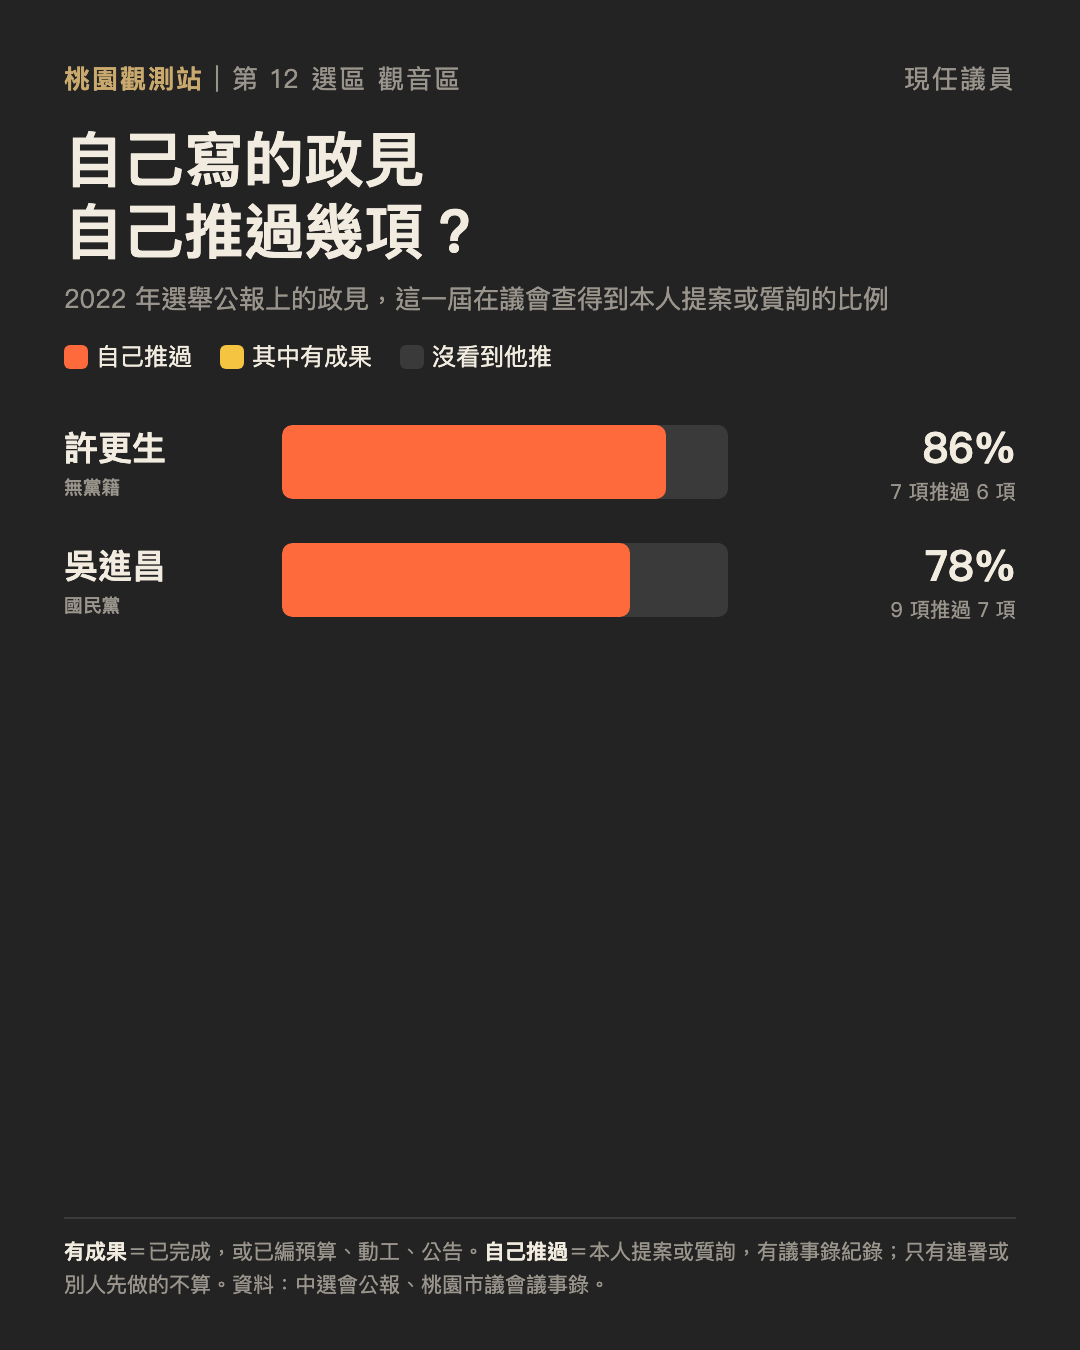 桃園觀測站｜第 12 選區 觀音區
現任議員
自己寫的政見
自己推過幾項？
2022 年選舉公報上的政見，這一屆在議會查得到本人提案或質詢的比例
自己推過 其中有成果 沒看到他推
許更生
無黨籍
86%
7 項推過 6 項
吳進昌
國民黨
78%
9 項推過 7 項
有成果＝已完成，或已編預算、動工、公告。自己推過＝本人提案或質詢，有議事錄紀錄；只有連署或
別人先做的不算。資料：中選會公報、桃園市議會議事錄。